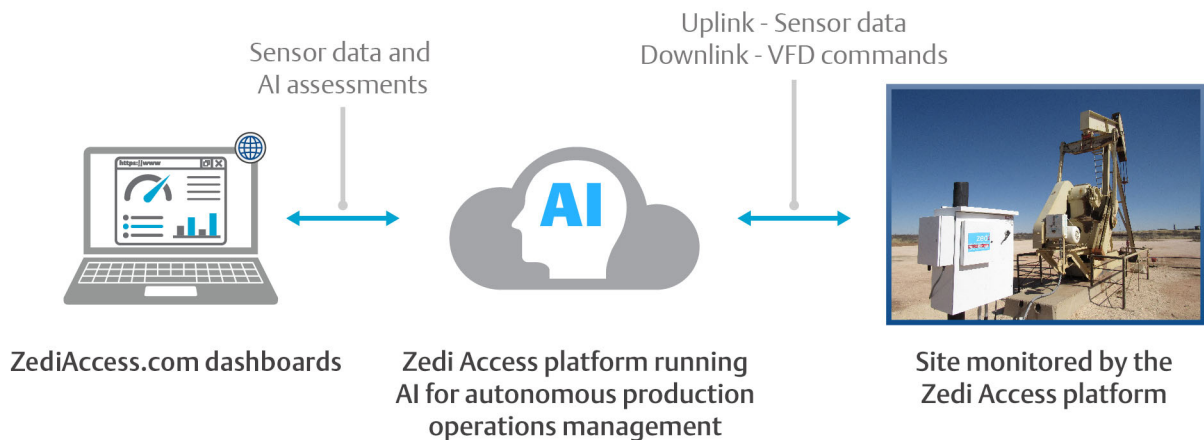 Uplink - Sensor data
Downlink - VFD commands
Sensor data and
AI assessments
https://www
AI
zedi
ZediAccess.com dashboards
Zedi Access platform running
AI for autonomous production
operations management
Site monitored by the
Zedi Access platform